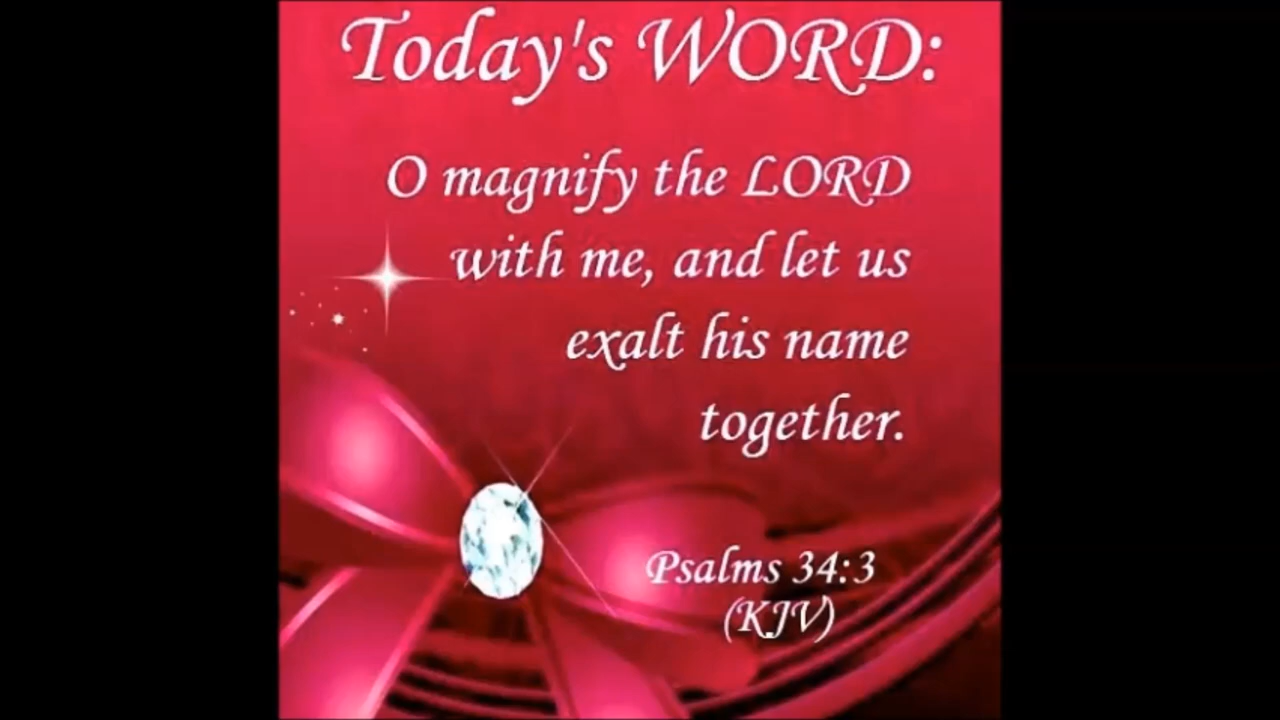 Today's WORD:
O magnify the LORD
with me, and let us
exalt his name
together.
Psalms 34:3
(KJV)